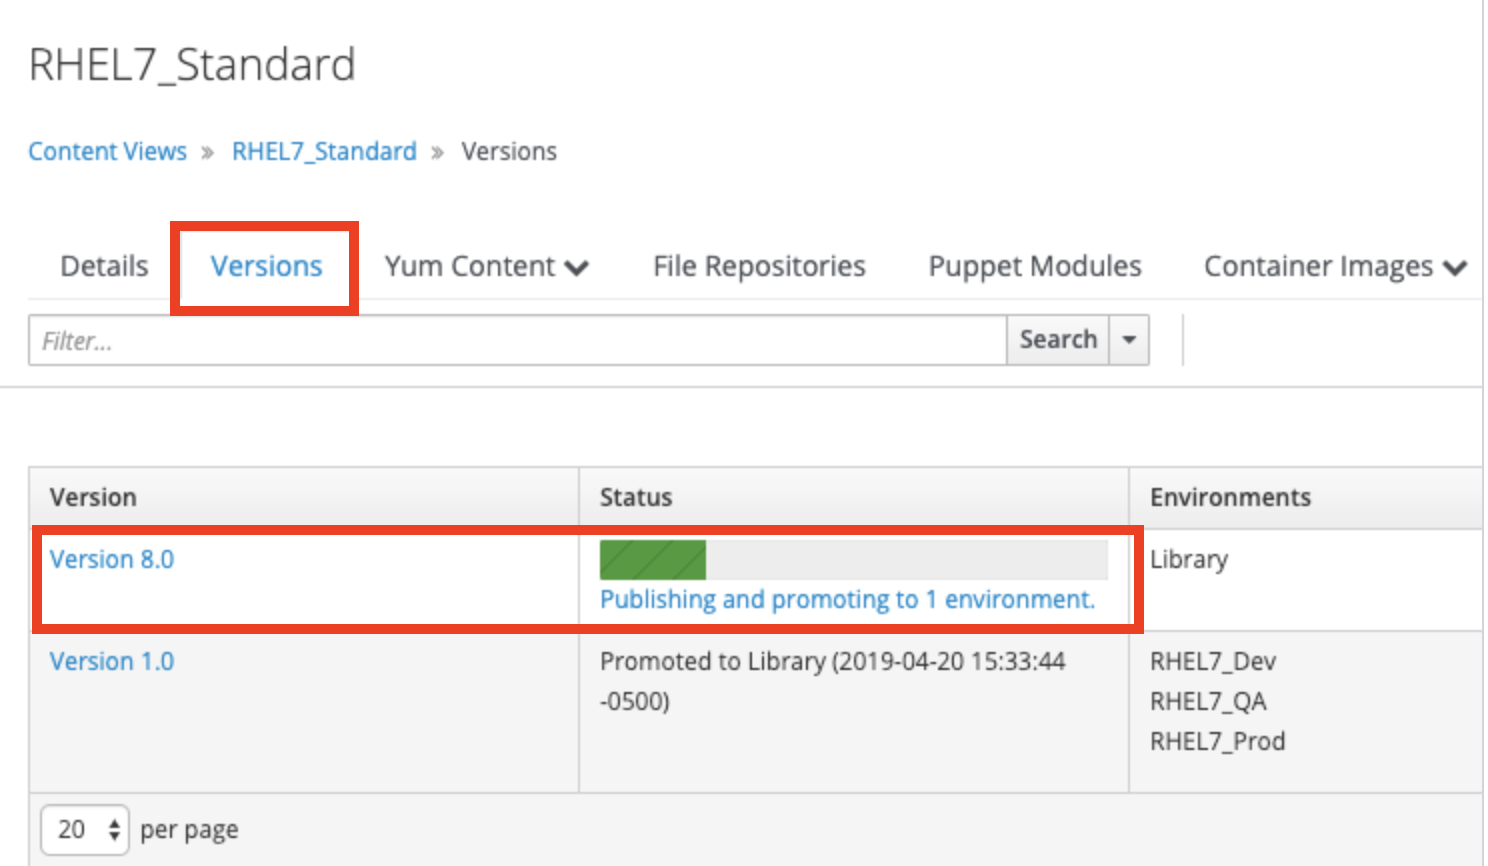 RHEL7_Standard
Content Views » RHEL7_Standard » Versions
Details Versions Yum Content File Repositories Puppet Modules Container Images
Filter... Search
Version Status Environments
Version 8.0 Library
Publishing and promoting to 1 environment.
Version 1.0 Promoted to Library (2019-04-20 15:33:44 RHEL7_Dev
-0500) RHEL7_QA
RHEL7_Prod
20 per page